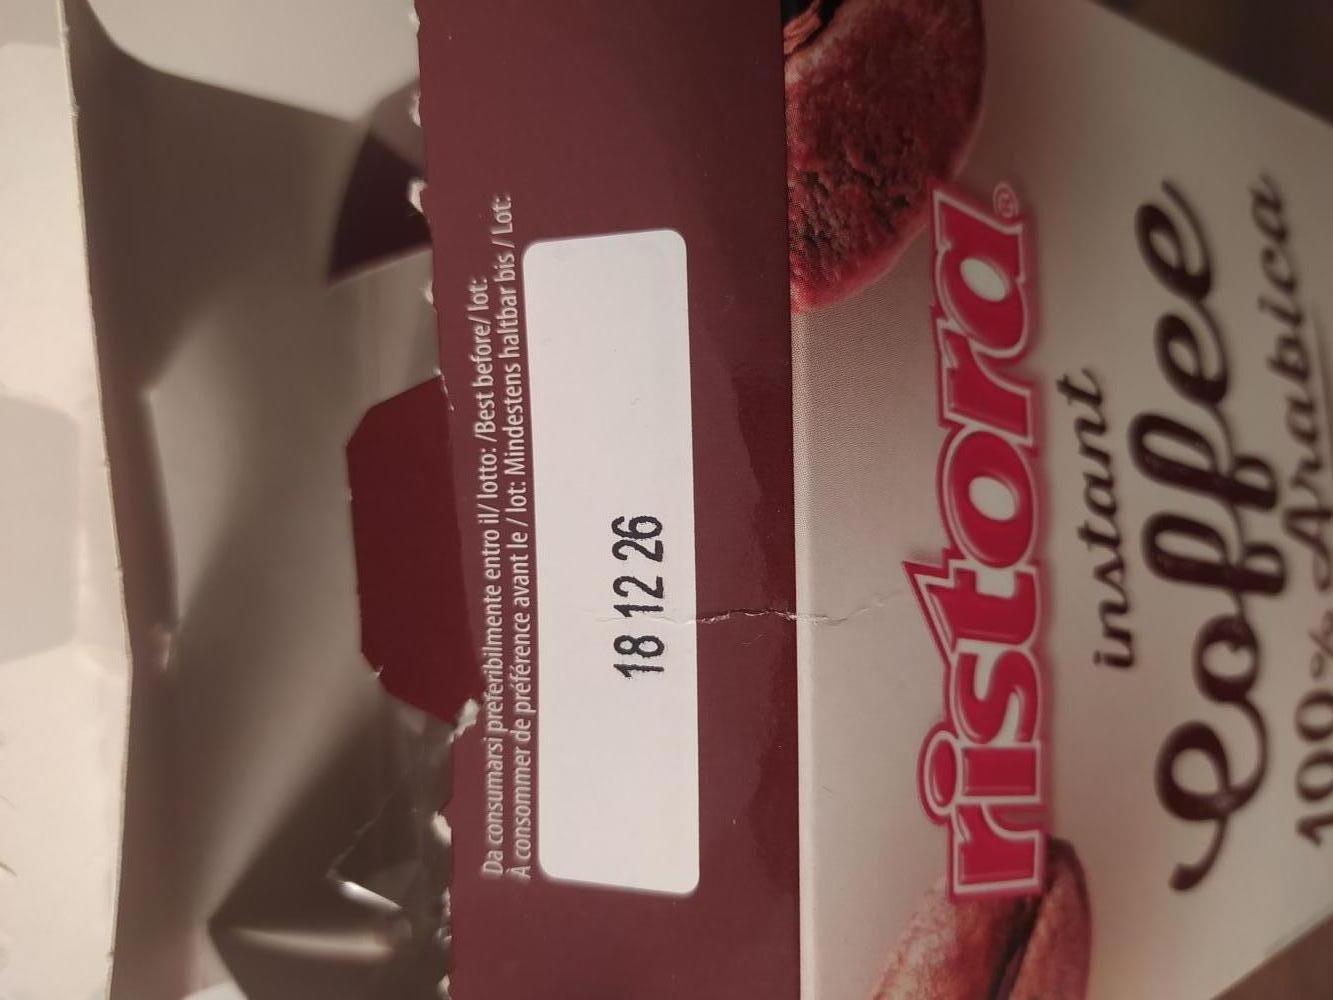 Da consumarsi preferibilmente entro il/ lotto: /Best before/ lot:
À consommer de préférence avant le / lot: Mindestens haltbar bis / Lot:
18 12 26
ristora®
instant
Coffee
100% Arabica